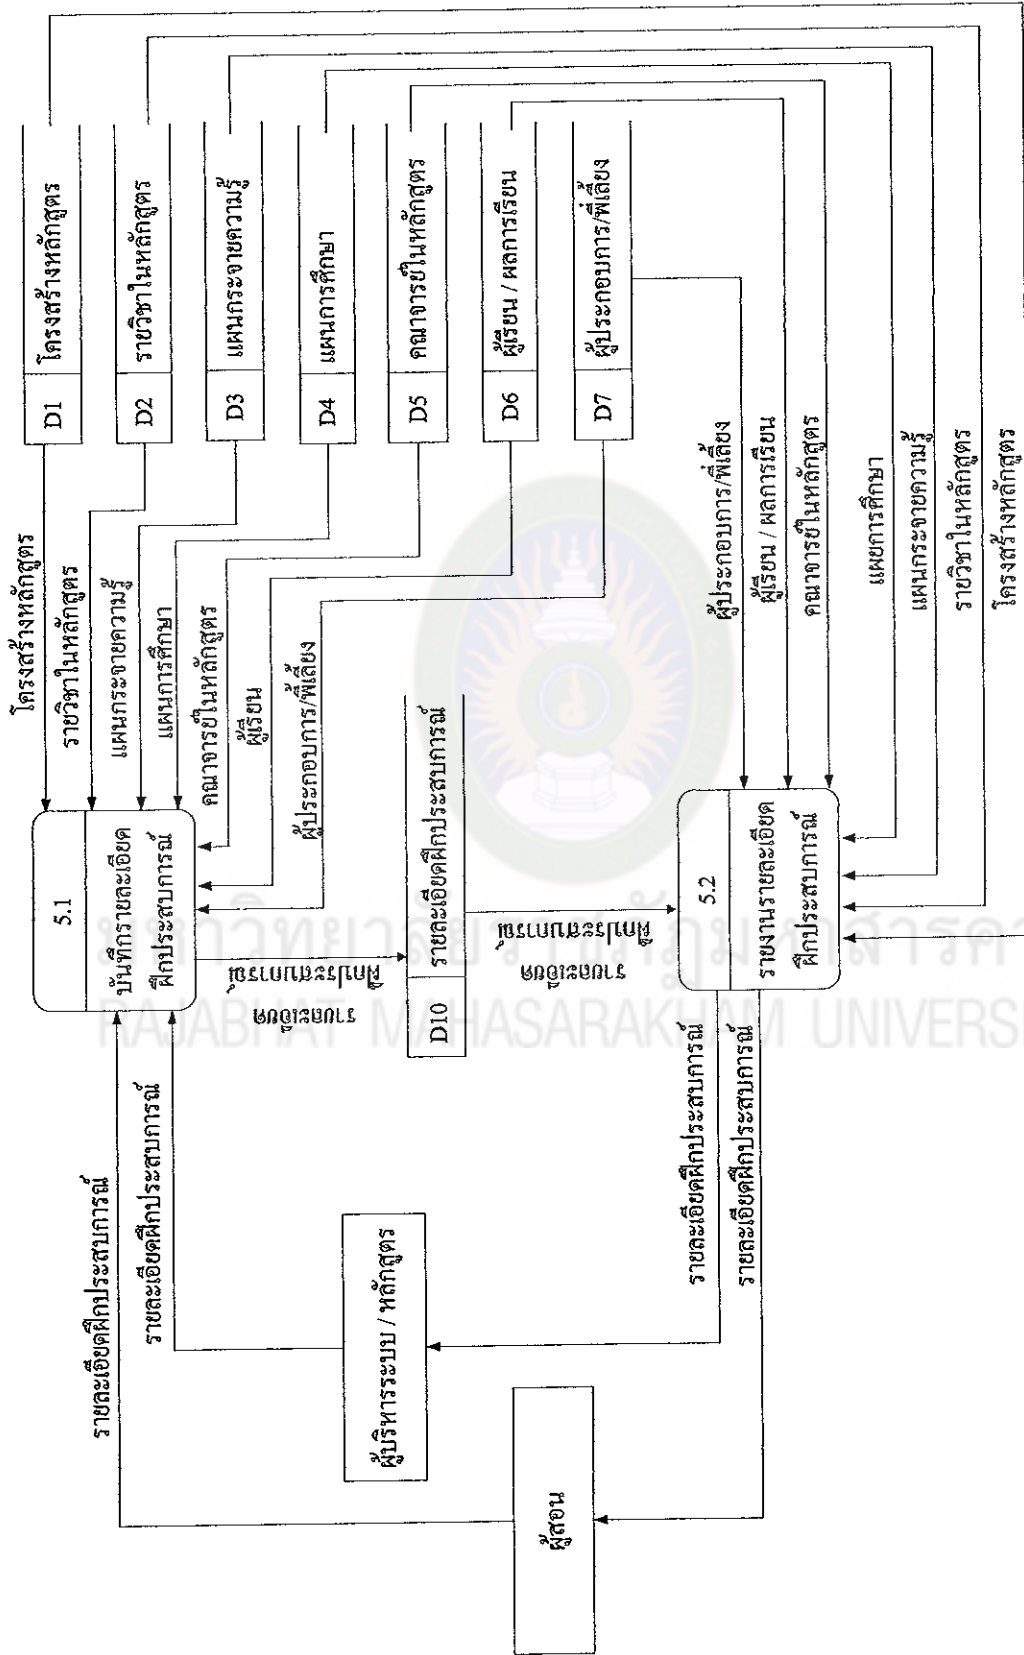 โครงสร้างหลักสูตร
รายวิชาในหลักสูตร
แผนกระจายความรู้
แผนการศึกษา
คณาจารย์ในหลักสูตร
ผู้เรียน
ผู้ประกอบการ/พี่เลี้ยง
D1 โครงสร้างหลักสูตร
D2 รายวิชาในหลักสูตร
D3 แผนกระจายความรู้
D4 แผนการศึกษา
D5 คณาจารย์ในหลักสูตร
D6 ผู้เรียน / ผลการเรียน
D7 ผู้ประกอบการ/พี่เลี้ยง
รายละเอียดฝึกประสบการณ์
รายละเอียดฝึกประสบการณ์
5.1
บันทึกรายละเอียด
ฝึกประสบการณ์
ผู้บริหารระบบ / หลักสูตร
รายละเอียด
ฝึกประสบการณ์
D10 รายละเอียดฝึกประสบการณ์
รายละเอียด
ฝึกประสบการณ์
ผู้สอน
รายละเอียดฝึกประสบการณ์
รายละเอียดฝึกประสบการณ์
5.2
รายงานรายละเอียด
ฝึกประสบการณ์
ผู้ประกอบการ/พี่เลี้ยง
ผู้เรียน / ผลการเรียน
คณาจารย์ในหลักสูตร
แผยการศึกษา
แผนกระจายความรู้
รายวิชาในหลักสูตร
โครงสร้างหลักสูตร
มหาวิทยาลัยราชภัฏมหาสารค
RAJABHAT MAHASARAKHAM UNIVERS